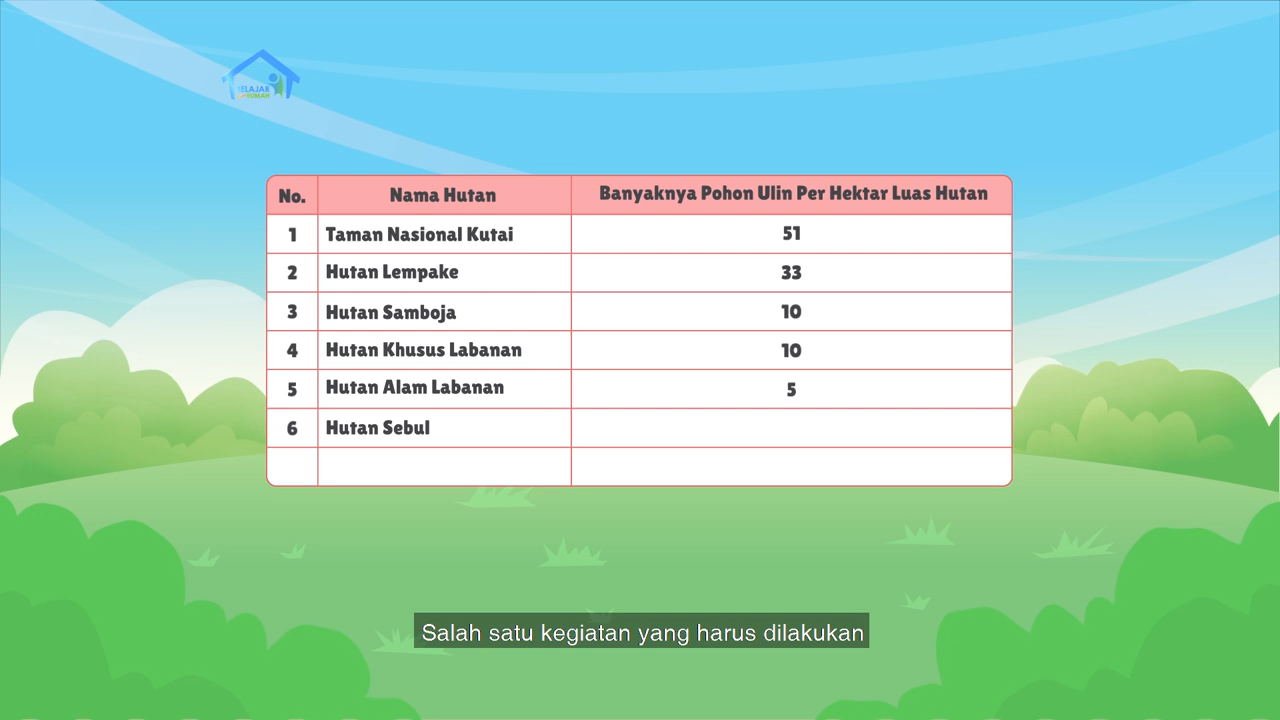 BELAJAR
RUMAH
No. Nama Hutan Banyaknya Pohon Ulin Per Hektar Luas Hutan
1 Taman Nasional Kutai 51
2 Hutan Lempake 33
3 Hutan Samboja 10
4 Hutan Khusus Labanan 10
5 Hutan Alam Labanan 5
6 Hutan Sebul
Salah satu kegiatan yang harus dilakukan